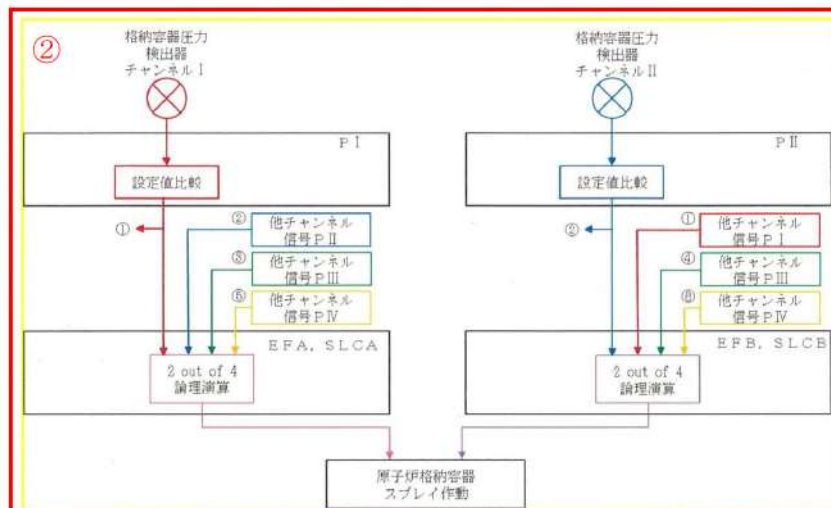 ②
格納容器圧力
検出器
チャンネルⅠ
格納容器圧力
検出器
チャンネルⅡ
PⅠ
PⅡ
設定値比較
設定値比較
①
②
他チャンネル
信号PⅡ
③
他チャンネル
信号PⅢ
⑤
他チャンネル
信号PⅣ
②
①
他チャンネル
信号PⅠ
④
他チャンネル
信号PⅢ
⑥
他チャンネル
信号PⅣ
EFA, SLCA
EFB, SLCB
2 out of 4
論理演算
2 out of 4
論理演算
原子炉格納容器
スプレイ作動